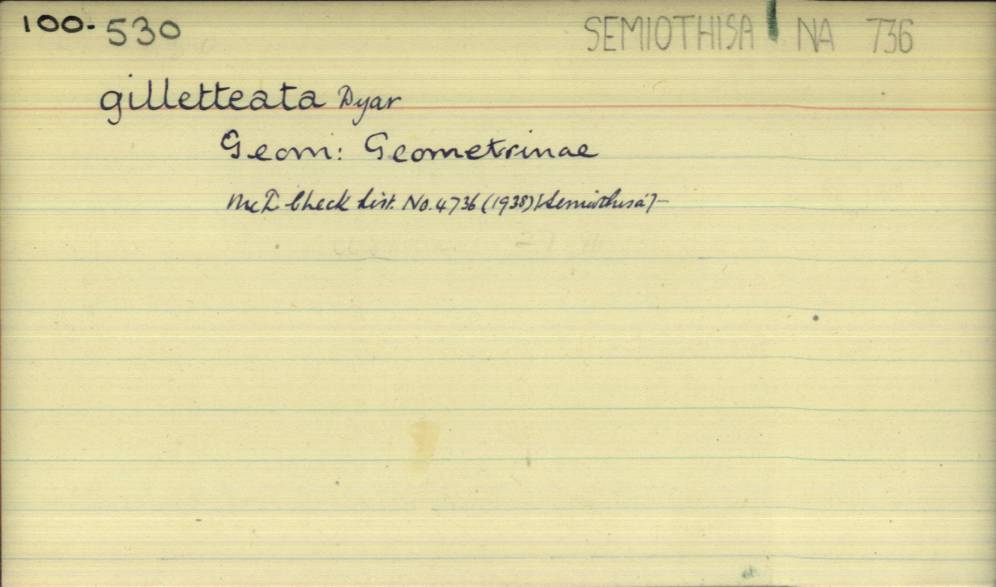 100-530 SEMIOTHISA NA 736
gilletteata Dyar
Geom: Geometrinae
McD Check List. No. 4736 (1938) [Semiothisa]-